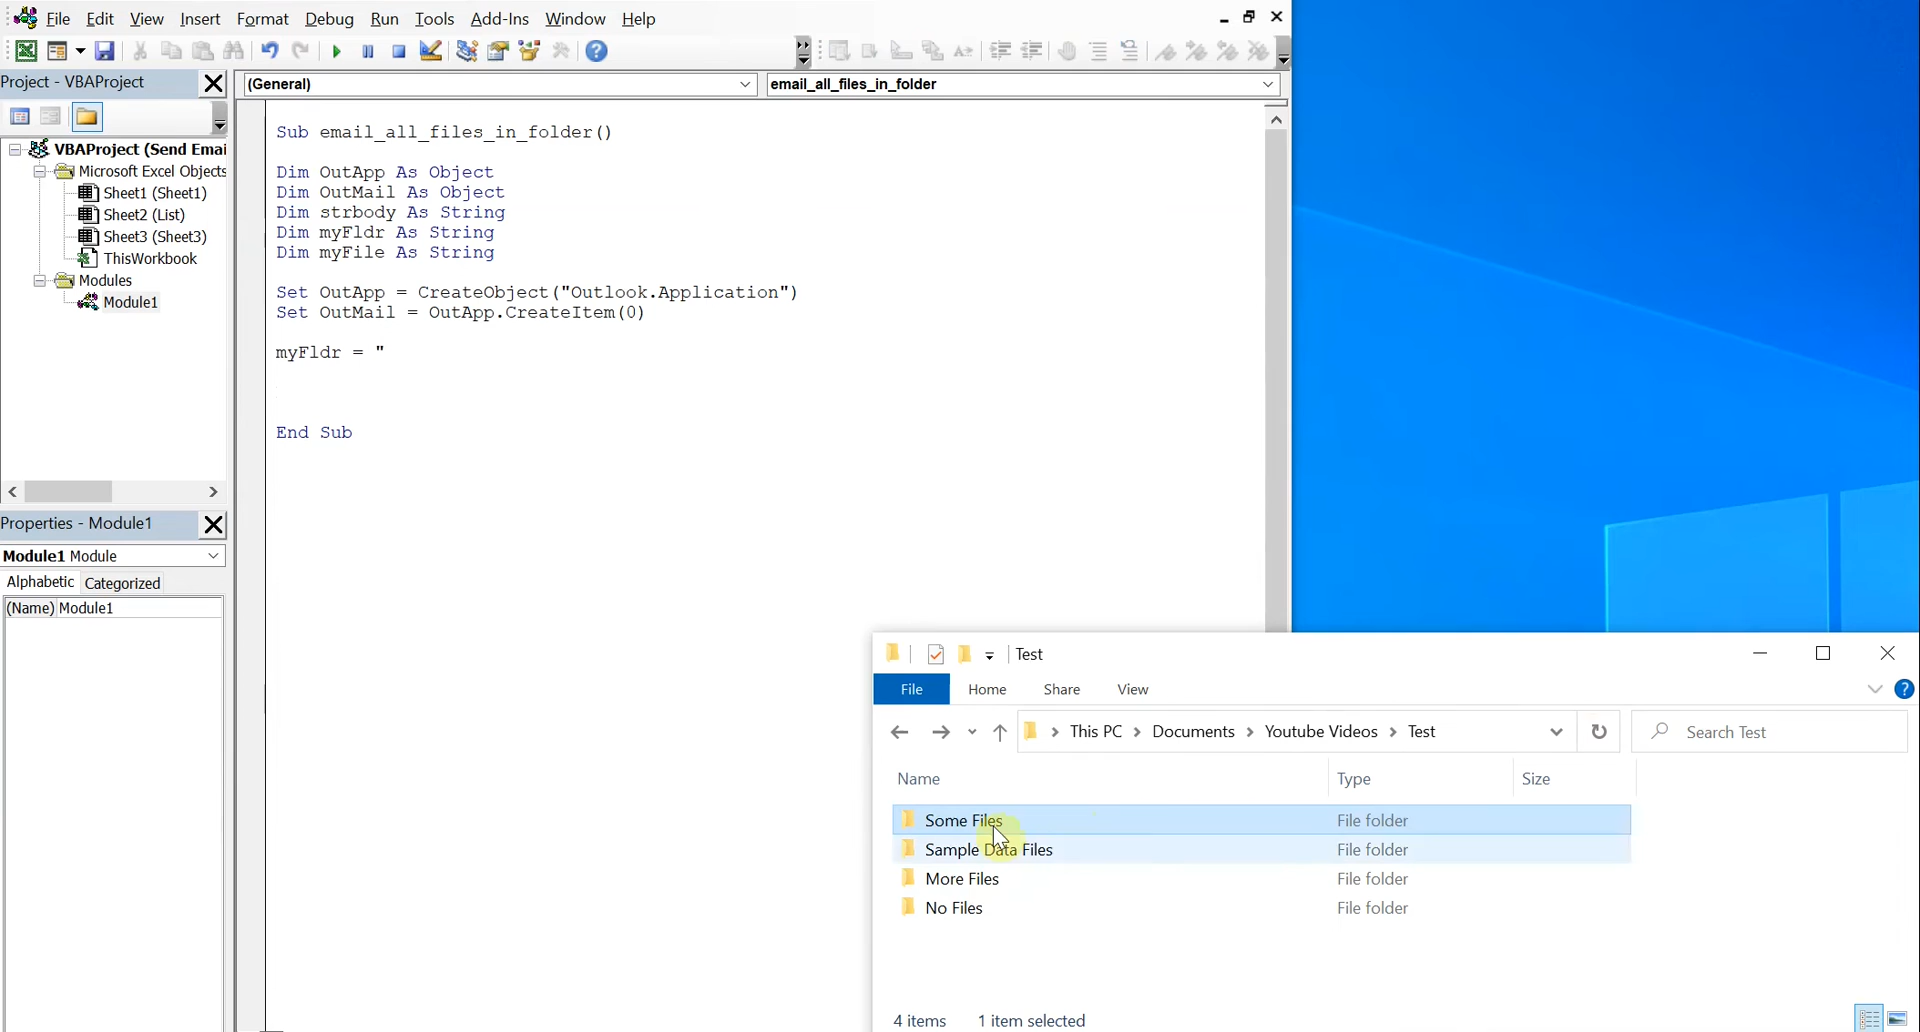 File Edit View Insert Format Debug Run Tools Add-Ins Window Help
Project - VBAProject
(General)
email_all_files_in_folder
VBAProject (Send Emai
Microsoft Excel Objects
Sheet1 (Sheet1)
Sheet2 (List)
Sheet3 (Sheet3)
ThisWorkbook
Modules
Module1
Sub email_all_files_in_folder()
Dim OutApp As Object
Dim OutMail As Object
Dim strbody As String
Dim myFldr As String
Dim myFile As String
Set OutApp = CreateObject("Outlook.Application")
Set OutMail = OutApp.CreateItem(0)
myFldr = "
End Sub
Properties - Module1
Module1 Module
Alphabetic Categorized
(Name) Module1
Test
File Home Share View
This PC > Documents > Youtube Videos > Test
Search Test
Name Type Size
Some Files File folder
Sample Data Files File folder
More Files File folder
No Files File folder
4 items 1 item selected